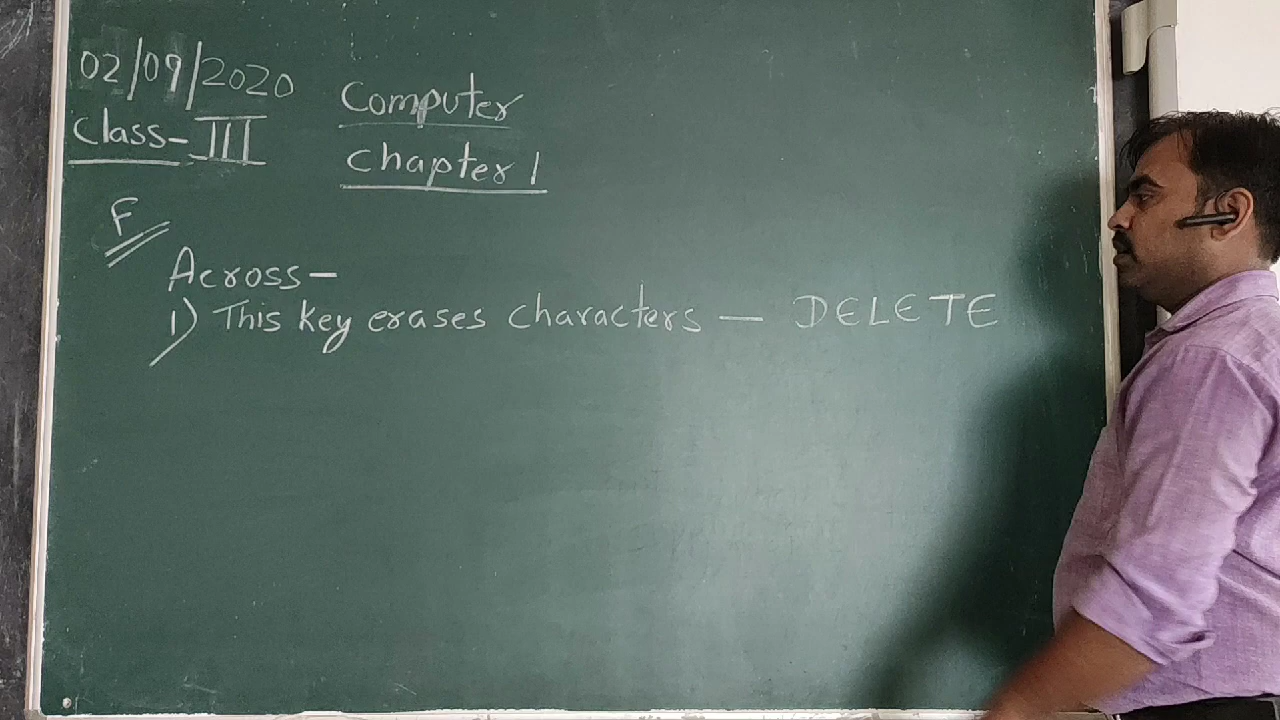 02/09/2020
Class-III
Computer
Chapter 1
F
Across-
1) This key erases characters — DELETE